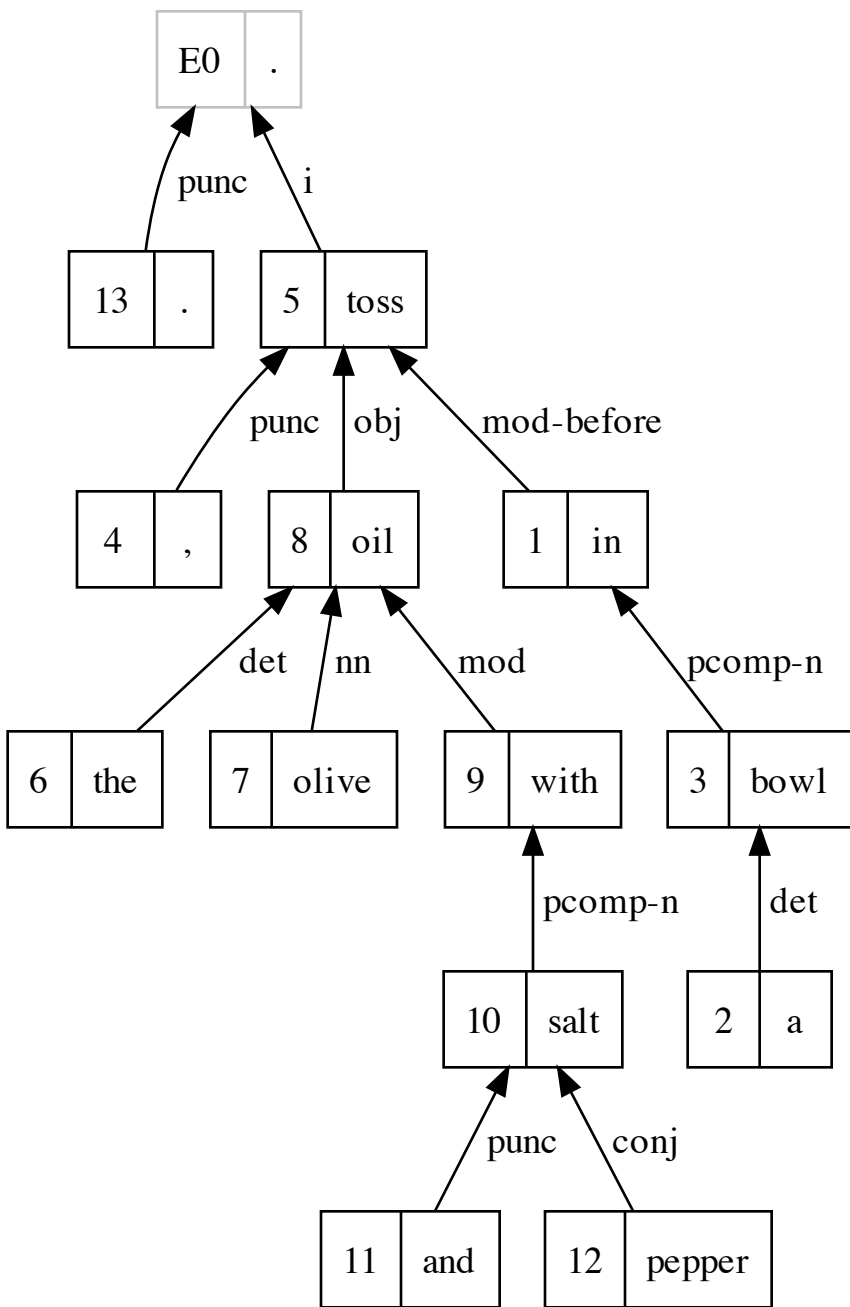 E0 .
punc i
13 . 5 toss
punc obj mod-before
4 , 8 oil 1 in
det nn mod pcomp-n
6 the 7 olive 9 with 3 bowl
pcomp-n det
10 salt 2 a
punc conj
11 and 12 pepper